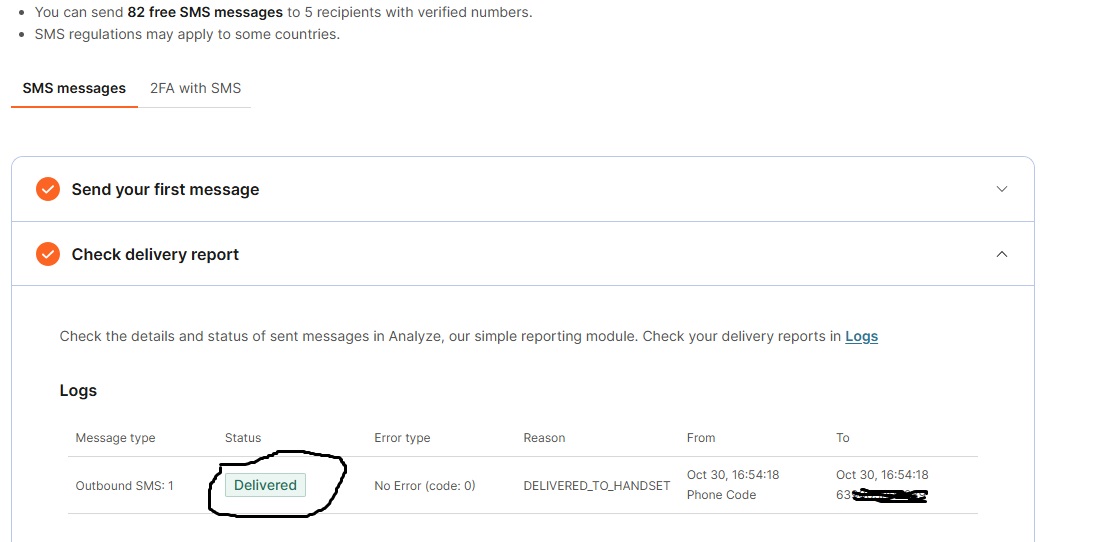 You can send 82 free SMS messages to 5 recipients with verified numbers.
SMS regulations may apply to some countries.
SMS messages 2FA with SMS
Send your first message
Check delivery report
Check the details and status of sent messages in Analyze, our simple reporting module. Check your delivery reports in Logs
Logs
Message type Status Error type Reason From To
Outbound SMS: 1 Delivered No Error (code: 0) DELIVERED_TO_HANDSET Oct 30, 16:54:18 Oct 30, 16:54:18
Phone Code